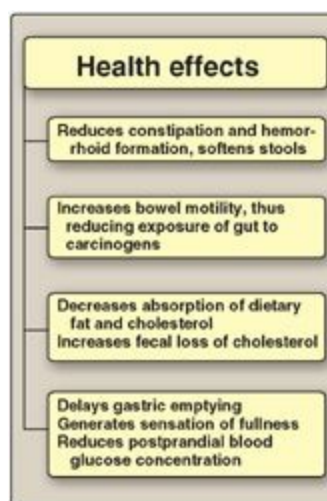 Health effects
Reduces constipation and hemor-
rhoid formation, softens stools
Increases bowel motility, thus
reducing exposure of gut to
carcinogens
Decreases absorption of dietary
fat and cholesterol
Increases fecal loss of cholesterol
Delays gastric emptying
Generates sensation of fullness
Reduces postprandial blood
glucose concentration